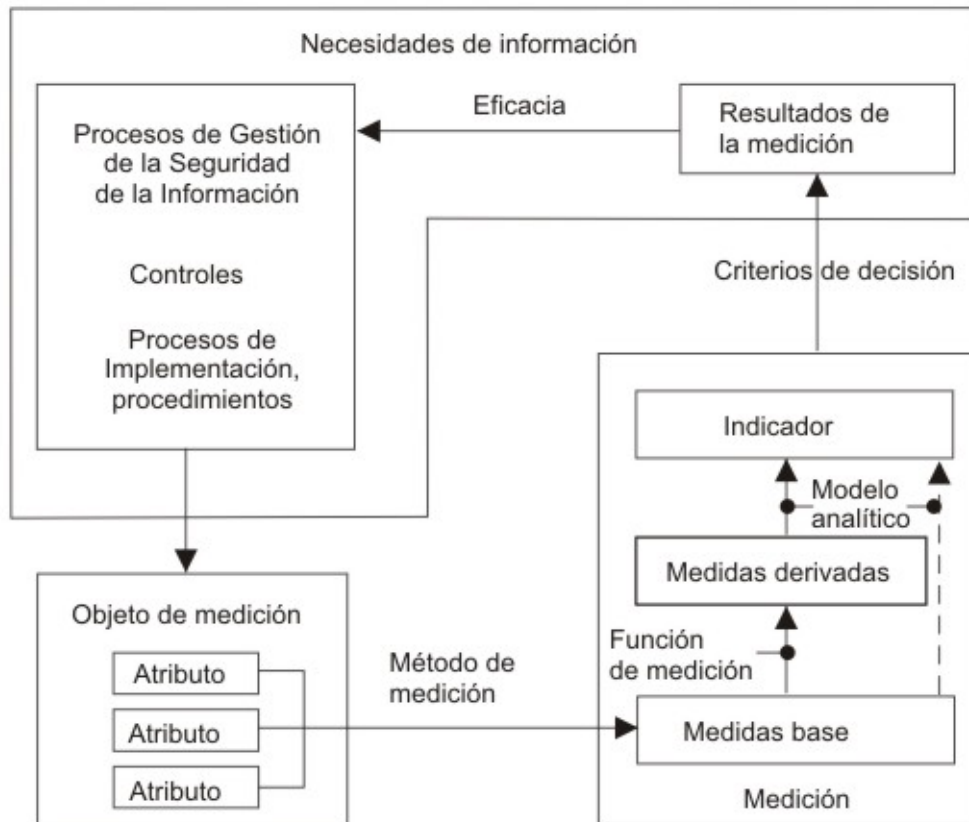 Necesidades de información
Procesos de Gestión
de la Seguridad
de la Información
Controles
Procesos de
Implementación,
procedimientos
Eficacia
Resultados de
la medición
Criterios de decisión
Indicador
Modelo
analítico
Medidas derivadas
Función
de medición
Medidas base
Medición
Objeto de medición
Atributo
Atributo
Atributo
Método de
medición